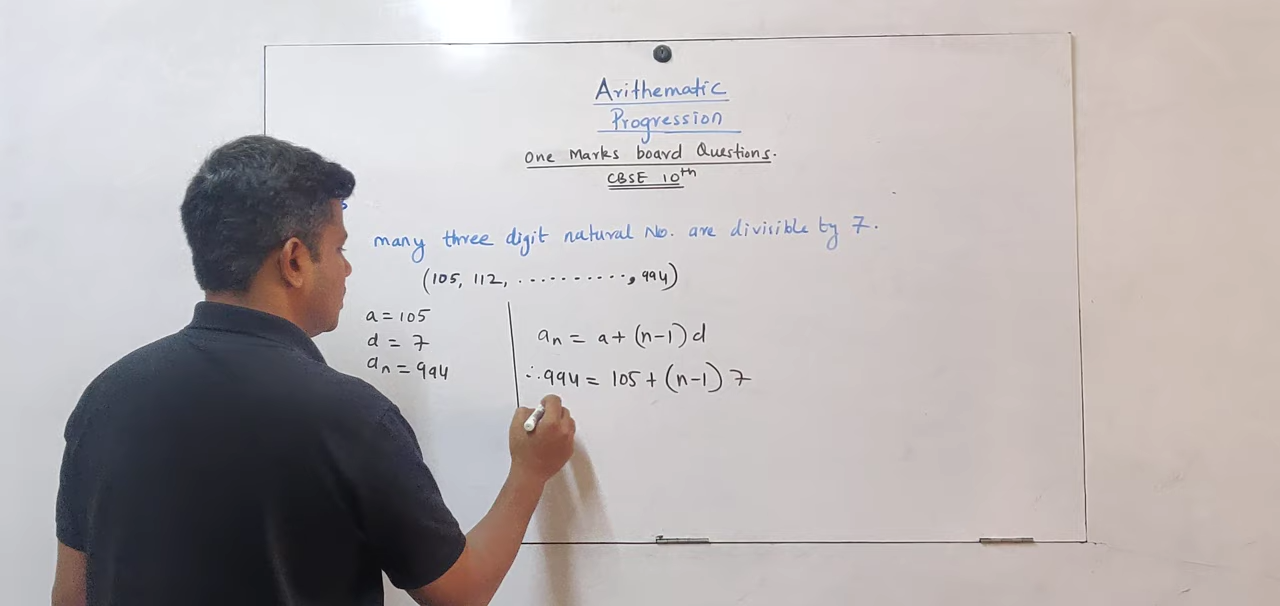 Arithematic
Progression
One Marks board Questions.
CBSE 10th
many three digit natural No. are divisible by 7.
(105, 112, ..........., 994)
a = 105
d = 7
an = 994
an = a + (n-1) d
∴ 994 = 105 + (n-1) 7